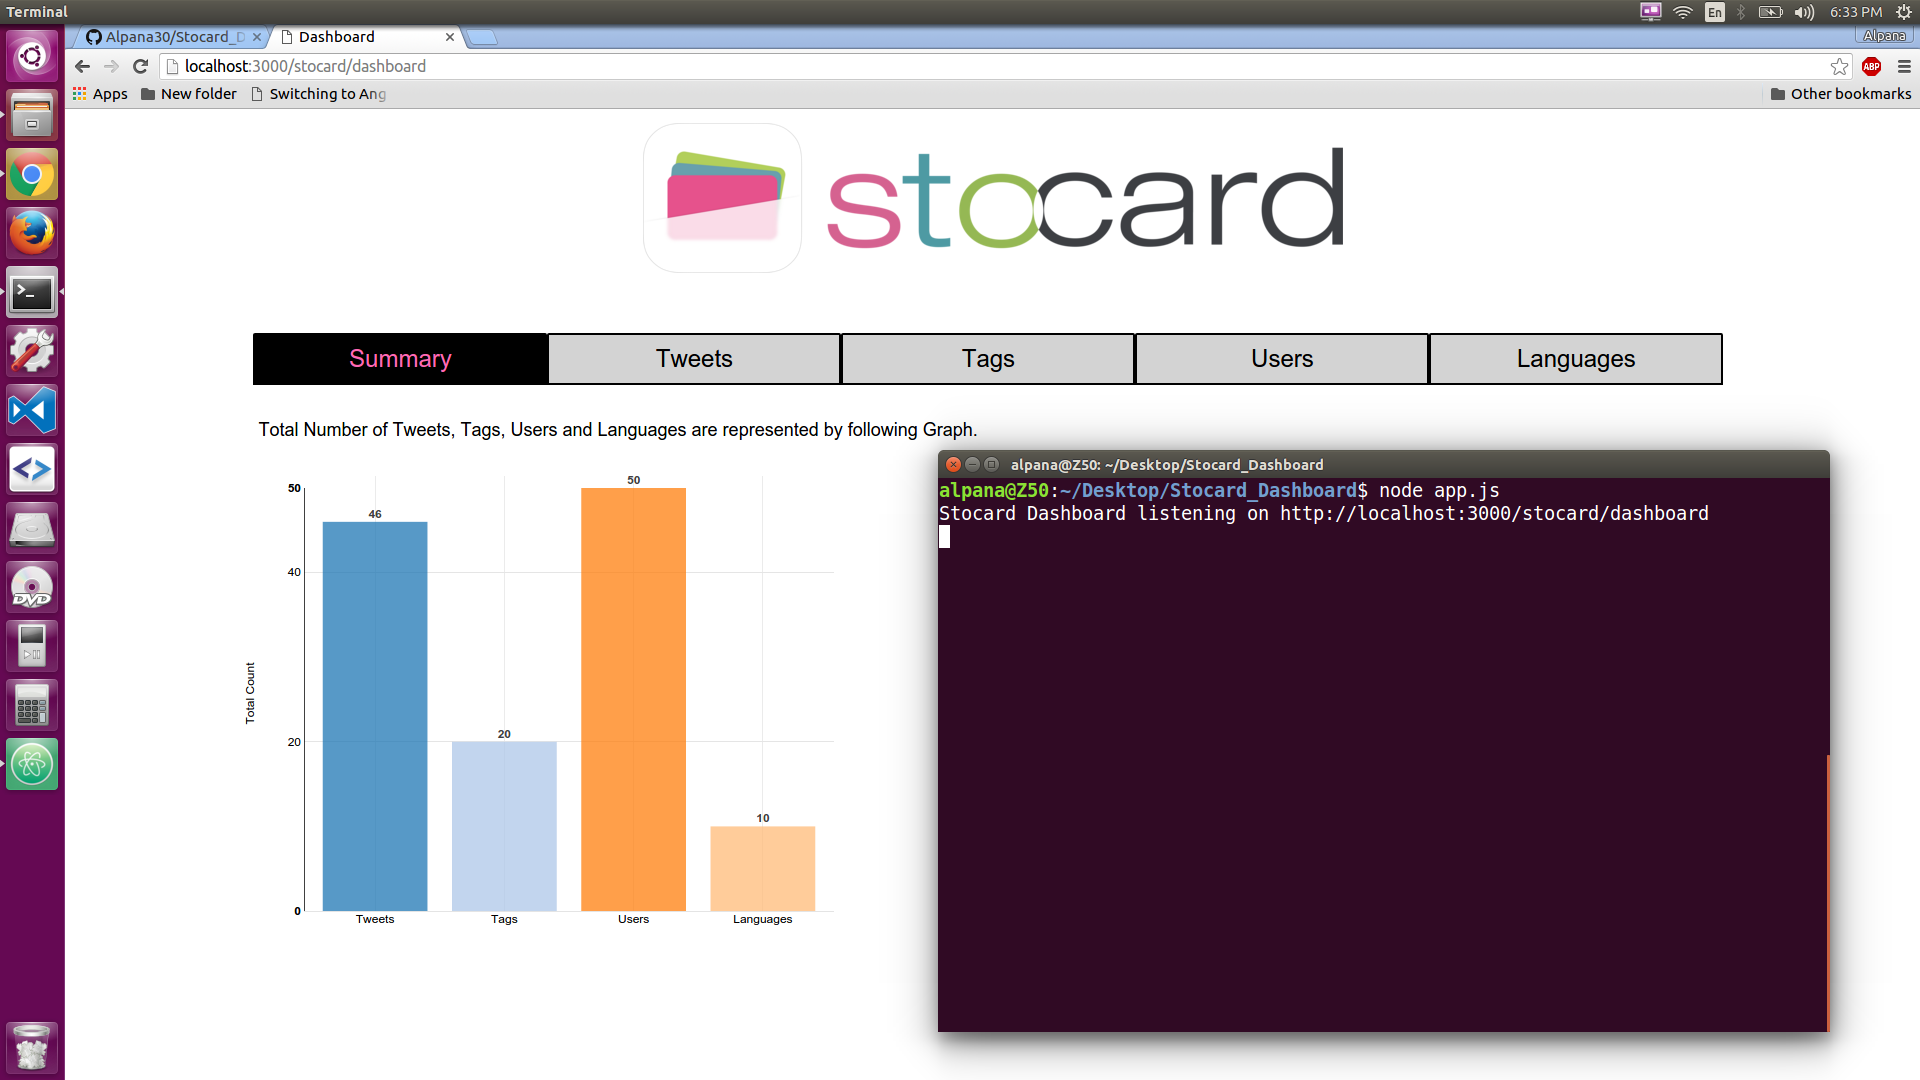 Terminal
En
6:33 PM
Alpana30/Stocard_D
Dashboard
Alpana
localhost:3000/stocard/dashboard
ABP
Apps
New folder
Switching to Ang
Other bookmarks
stocard
Summary
Tweets
Tags
Users
Languages
Total Number of Tweets, Tags, Users and Languages are represented by following Graph.
alpana@Z50: ~/Desktop/Stocard_Dashboard
alpana@Z50:~/Desktop/Stocard_Dashboard$ node app.js
Stocard Dashboard listening on http://localhost:3000/stocard/dashboard
50
40
20
0
Total Count
46
20
50
10
Tweets
Tags
Users
Languages
DVD